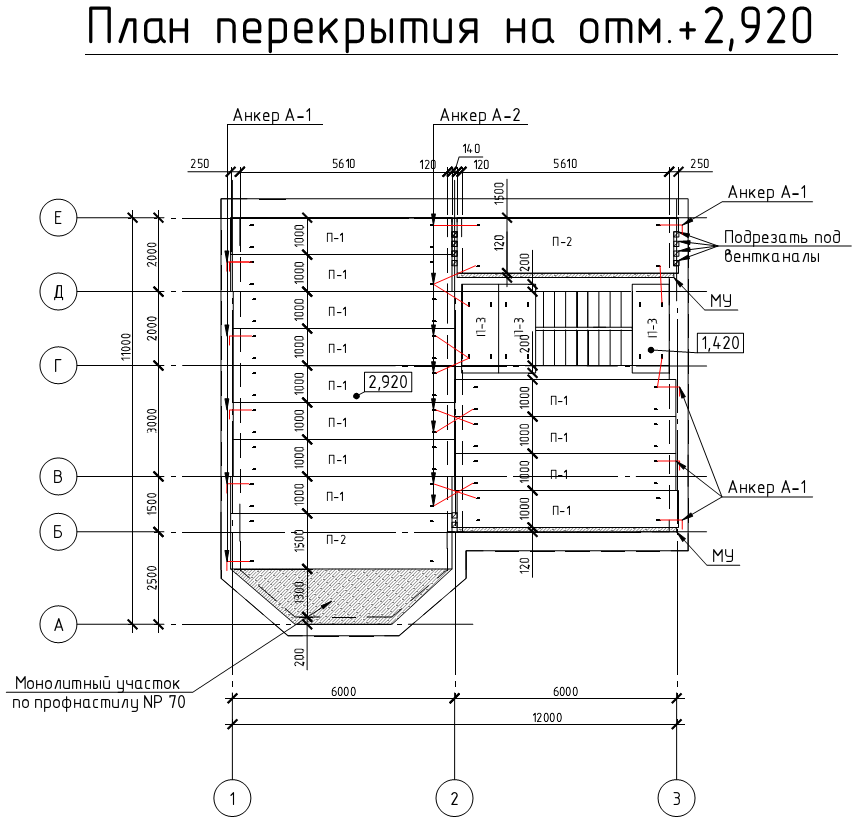 План перекрытия на отм.+2,920
Анкер А-1
Анкер А-2
140
250
5610
120
120
5610
250
Анкер А-1
Подрезать под
вентканалы
МУ
Е
Д
Г
В
Б
А
2000
2000
3000
1500
2500
11000
1000
1000
1000
1000
1000
1000
1000
1000
1500
1300
200
П-1
П-1
П-1
П-1
П-1
П-1
П-1
П-1
П-2
2,920
1500
120
200
П-2
П-3
П-3
П-3
200
1,420
1000
1000
1000
1000
120
П-1
П-1
П-1
П-1
Анкер А-1
МУ
Монолитный участок
по профнастилу NP 70
6000
6000
12000
1
2
3